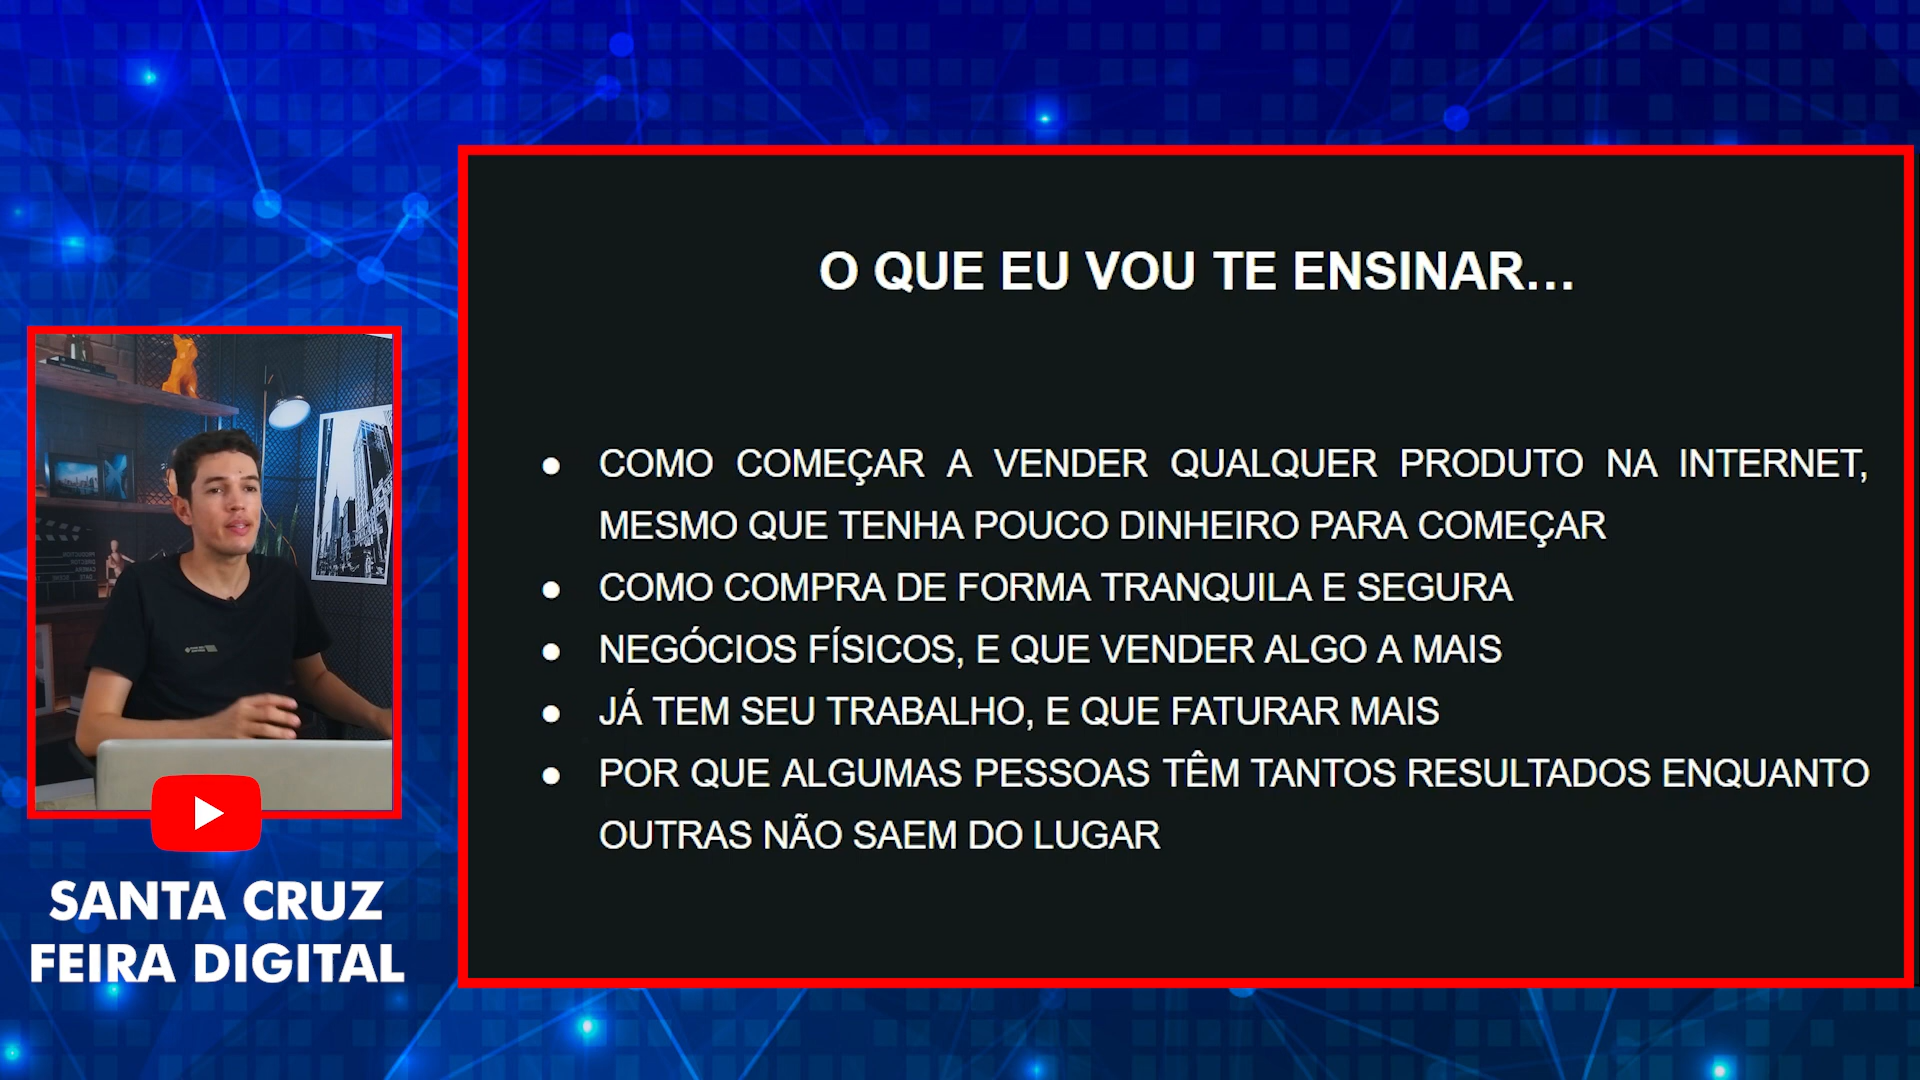 O QUE EU VOU TE ENSINAR...
● COMO COMEÇAR A VENDER QUALQUER PRODUTO NA INTERNET,
MESMO QUE TENHA POUCO DINHEIRO PARA COMEÇAR
● COMO COMPRA DE FORMA TRANQUILA E SEGURA
● NEGÓCIOS FÍSICOS, E QUE VENDER ALGO A MAIS
● JÁ TEM SEU TRABALHO, E QUE FATURAR MAIS
● POR QUE ALGUMAS PESSOAS TÊM TANTOS RESULTADOS ENQUANTO
OUTRAS NÃO SAEM DO LUGAR
SANTA CRUZ
FEIRA DIGITAL